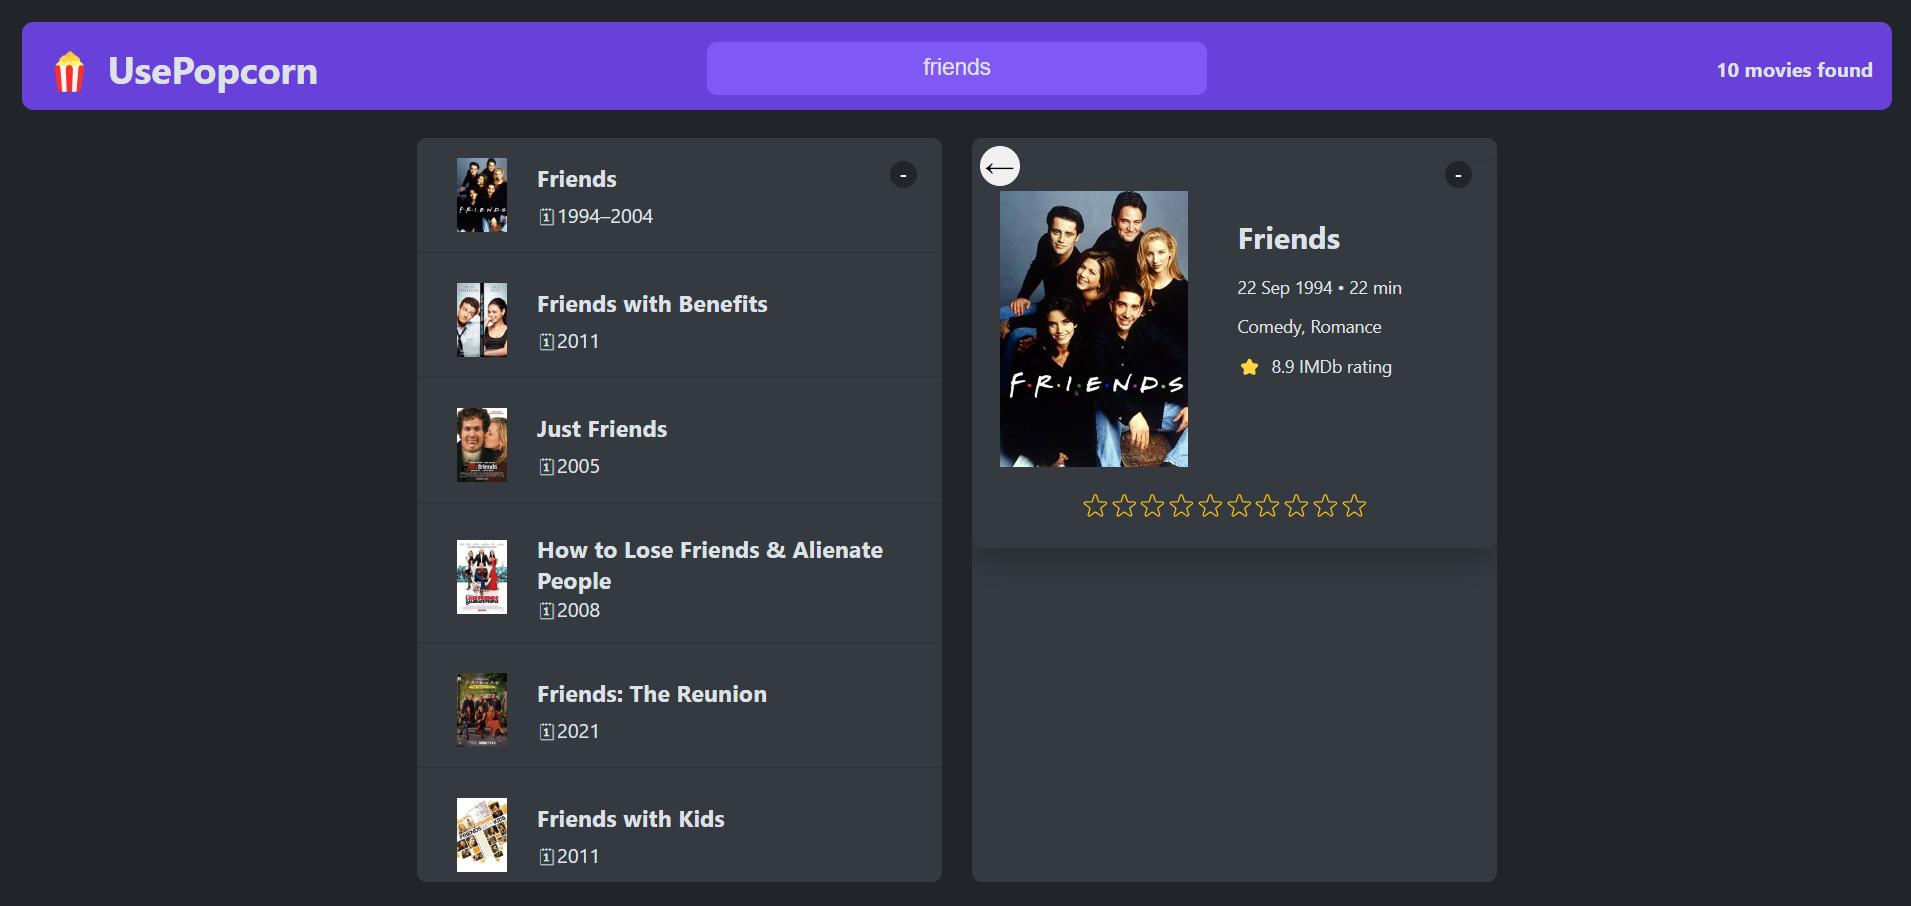 UsePopcorn
friends
10 movies found
Friends
1994–2004
-
Friends with Benefits
2011
Just Friends
2005
How to Lose Friends & Alienate
People
2008
Friends: The Reunion
2021
Friends with Kids
2011
←
-
F·R·I·E·N·D·S
Friends
22 Sep 1994 • 22 min
Comedy, Romance
8.9 IMDb rating